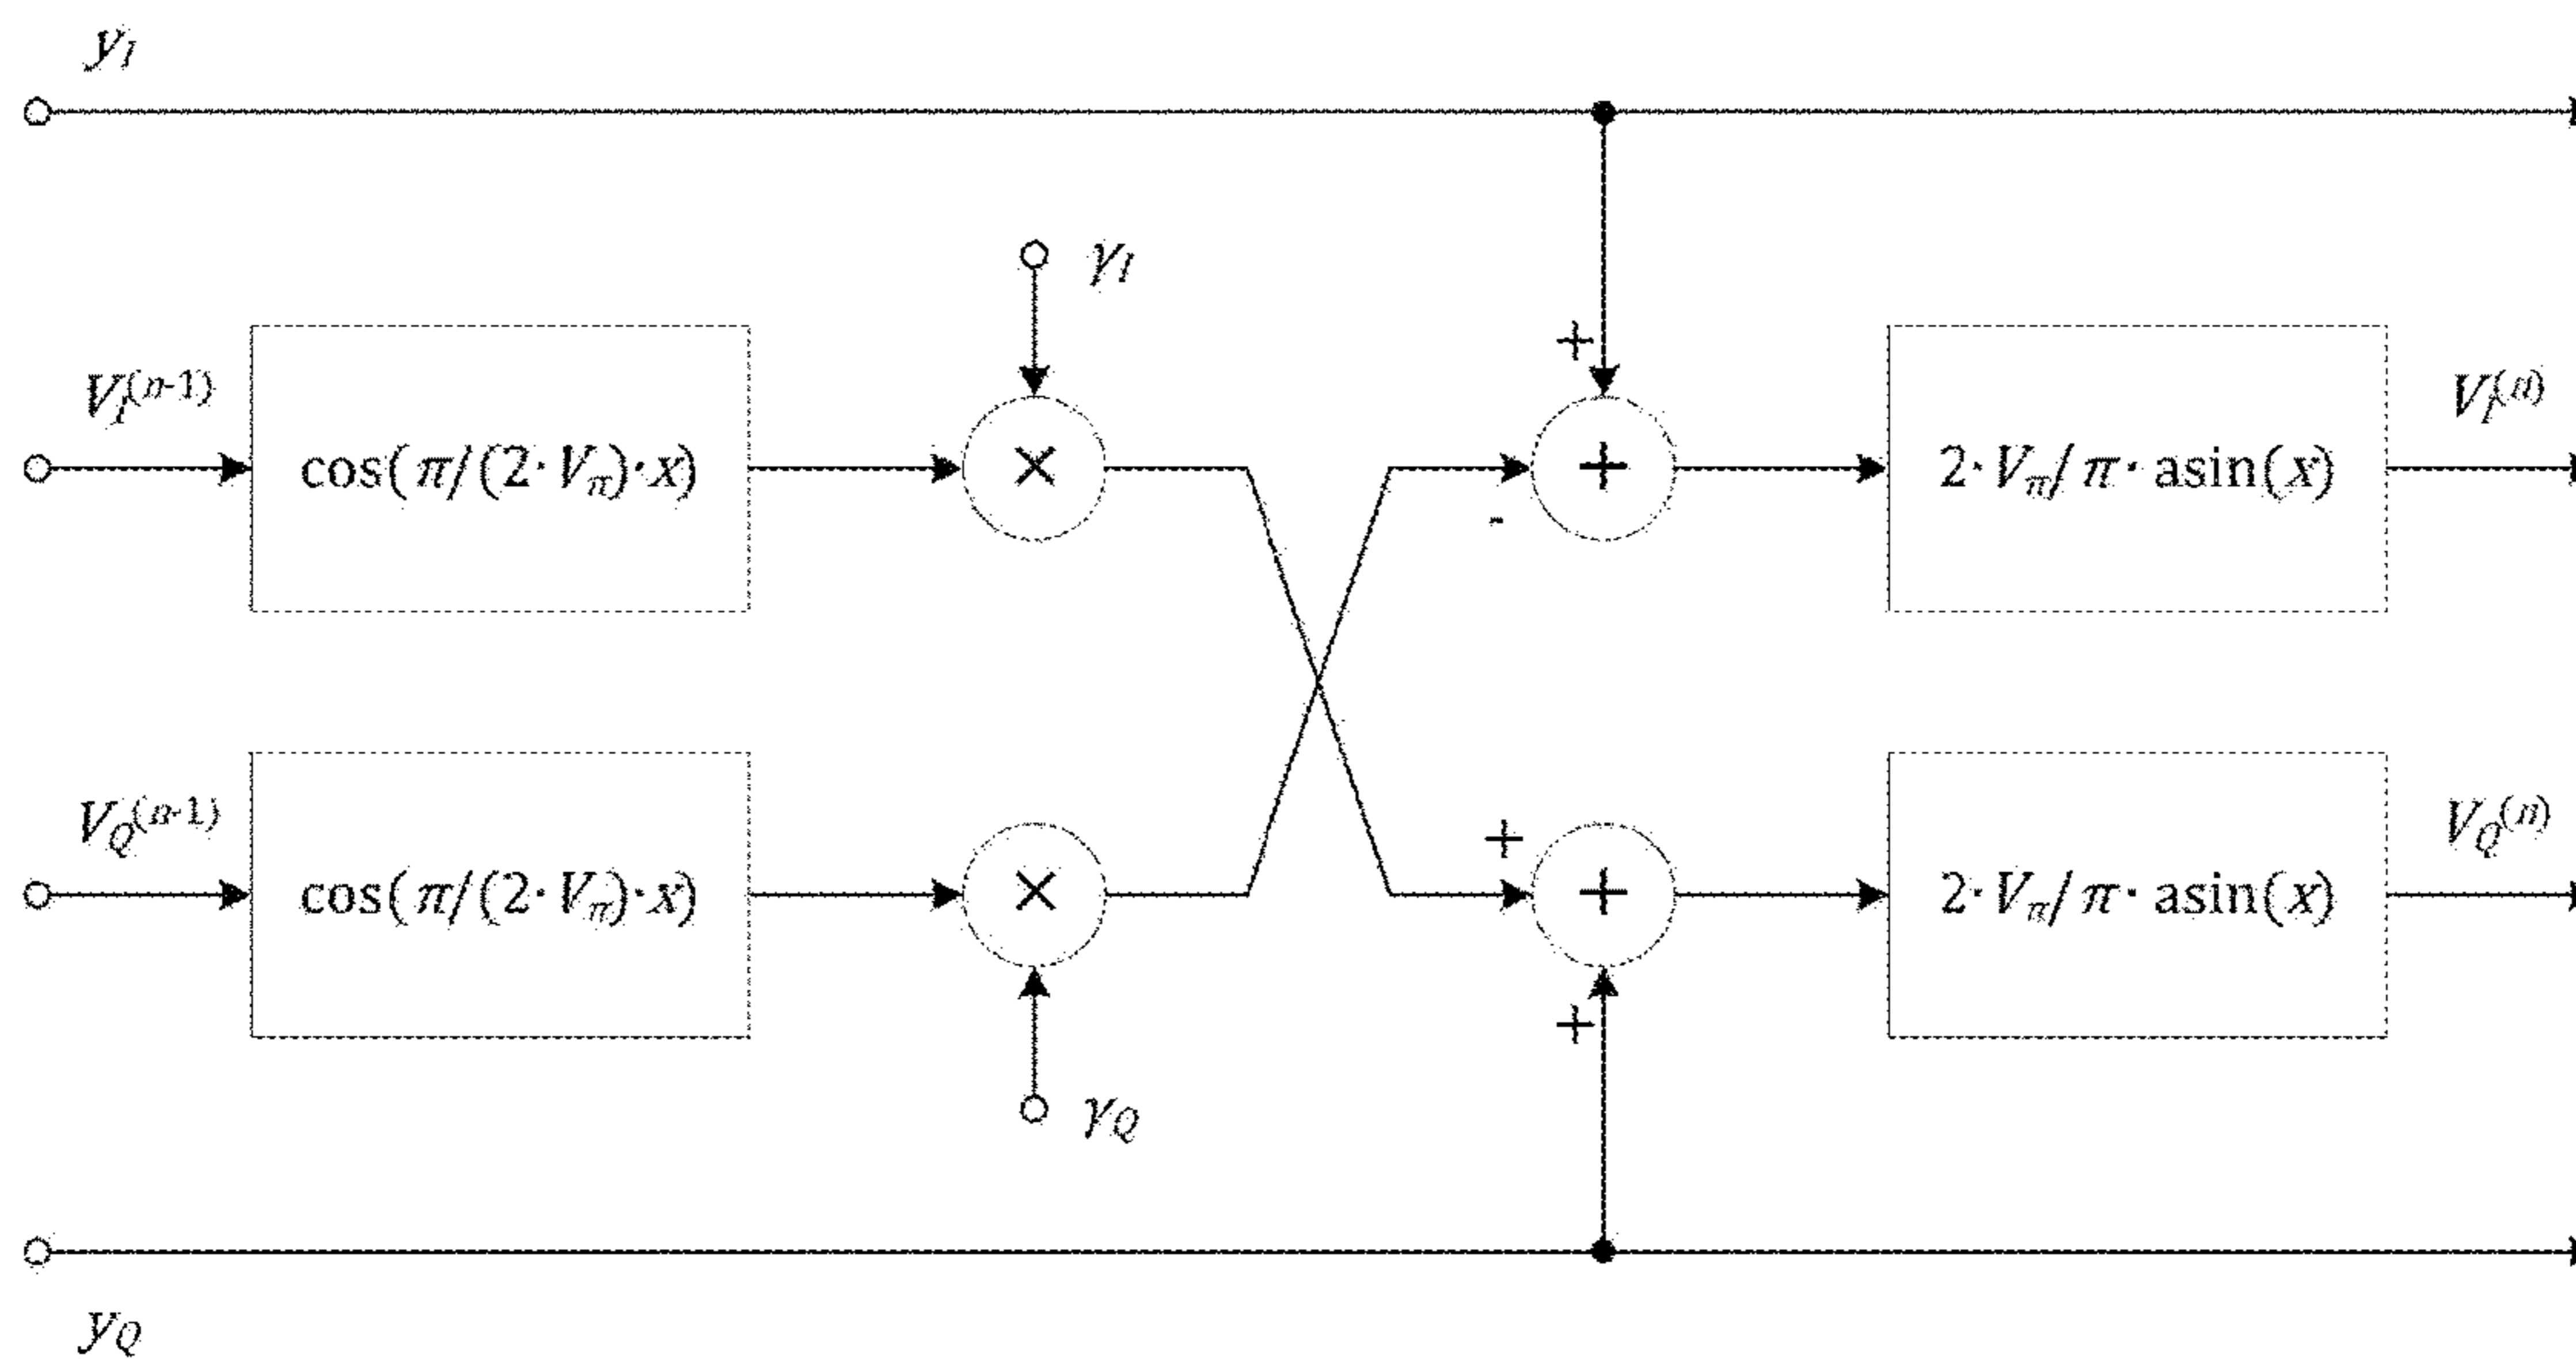 y_I
γ_I
+
V_I^(n-1) cos(π/(2·V_π)·x) × + 2·V_π/π·asin(x) V_I^(n)
-
+
V_Q^(n-1) cos(π/(2·V_π)·x) × + 2·V_π/π·asin(x) V_Q^(n)
+
γ_Q
y_Q